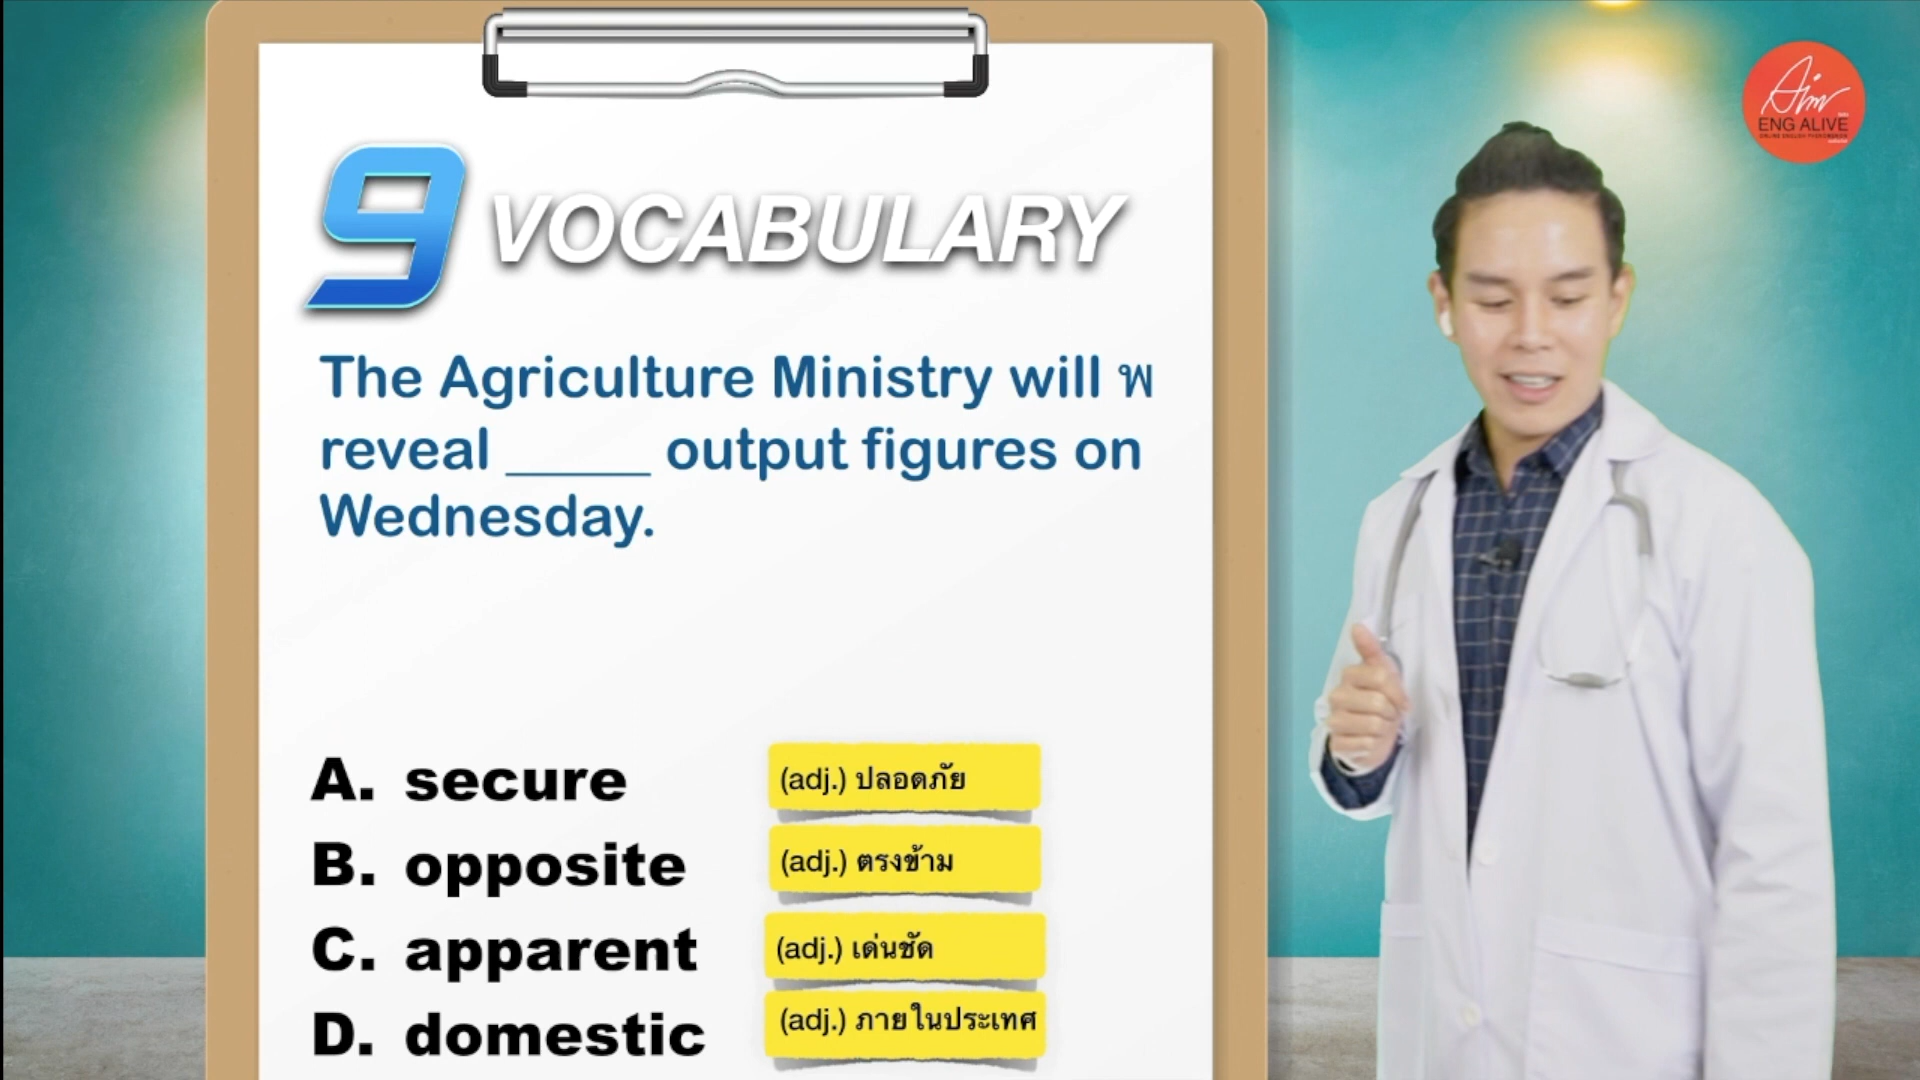 9 VOCABULARY
The Agriculture Ministry will พ
reveal _____ output figures on
Wednesday.
A. secure (adj.) ปลอดภัย
B. opposite (adj.) ตรงข้าม
C. apparent (adj.) เด่นชัด
D. domestic (adj.) ภายในประเทศ
Aim
ENG ALIVE